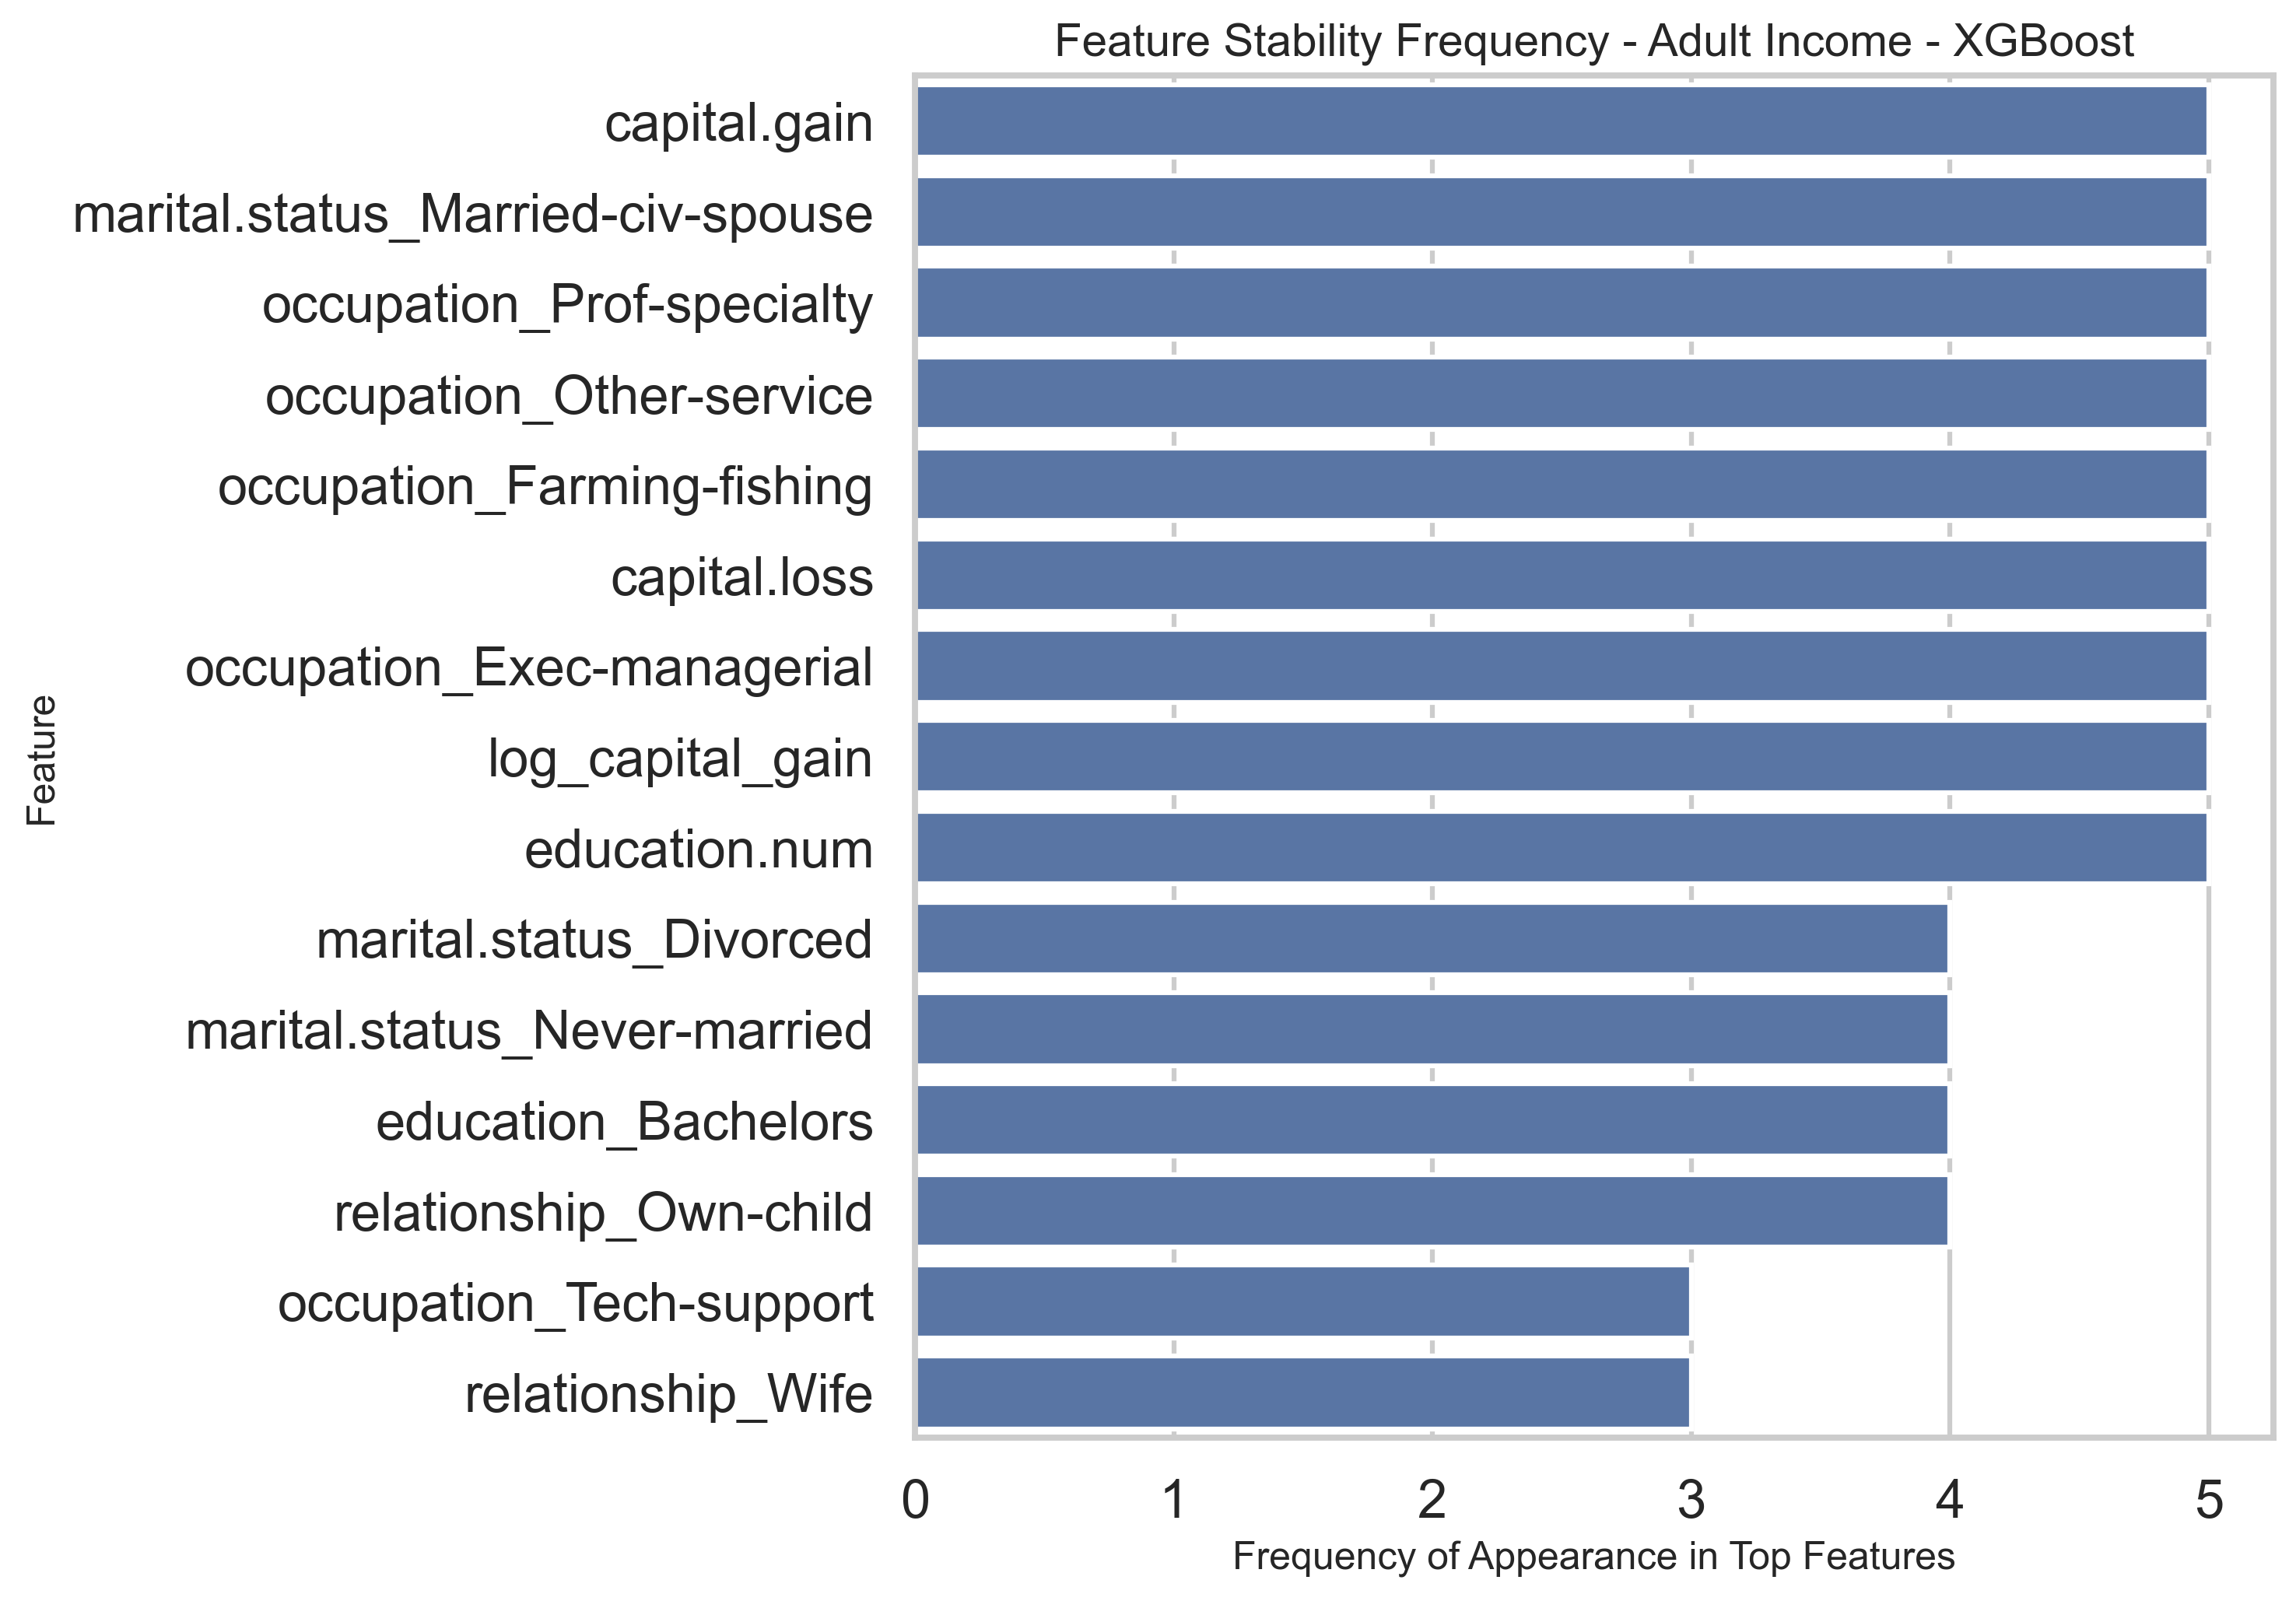 Feature Stability Frequency - Adult Income - XGBoost
capital.gain
marital.status_Married-civ-spouse
occupation_Prof-specialty
occupation_Other-service
occupation_Farming-fishing
capital.loss
occupation_Exec-managerial
log_capital_gain
education.num
marital.status_Divorced
marital.status_Never-married
education_Bachelors
relationship_Own-child
occupation_Tech-support
relationship_Wife
Feature
0 1 2 3 4 5
Frequency of Appearance in Top Features